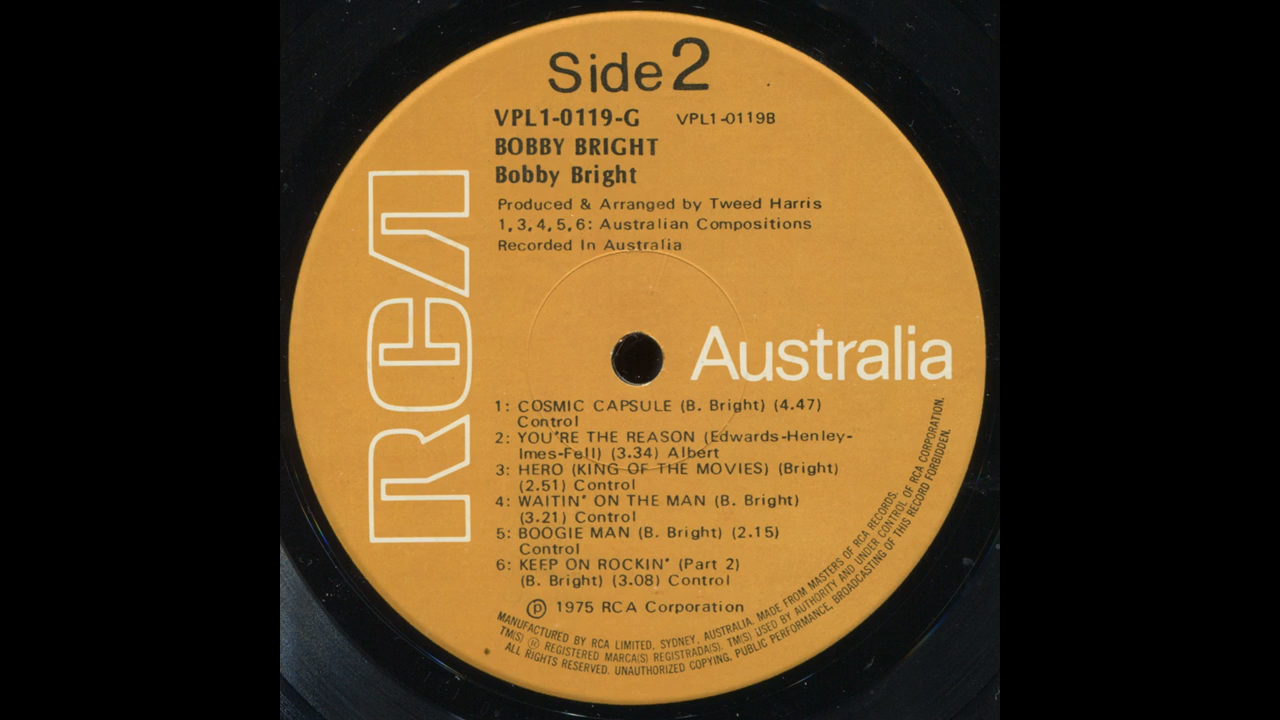 Side 2
VPL1-0119-G VPL1-0119B
BOBBY BRIGHT
Bobby Bright
Produced & Arranged by Tweed Harris
1,3,4,5,6: Australian Compositions
Recorded In Australia
RCA
Australia
1: COSMIC CAPSULE (B. Bright) (4.47)
Control
2: YOU'RE THE REASON (Edwards-Henley-
Imes-Fell) (3.34) Albert
3: HERO (KING OF THE MOVIES) (Bright)
(2.51) Control
4: WAITIN' ON THE MAN (B. Bright)
(3.21) Control
5: BOOGIE MAN (B. Bright) (2.15)
Control
6: KEEP ON ROCKIN' (Part 2)
(B. Bright) (3.08) Control
℗ 1975 RCA Corporation
MANUFACTURED BY RCA LIMITED, SYDNEY, AUSTRALIA. MADE FROM MASTERS OF RCA RECORDS.
TM(S) ® REGISTERED MARCA(S) REGISTRADA(S). TM(S) USED BY AUTHORITY AND UNDER CONTROL OF RCA CORPORATION.
ALL RIGHTS RESERVED. UNAUTHORIZED COPYING, PUBLIC PERFORMANCE, BROADCASTING OF THIS RECORD FORBIDDEN.